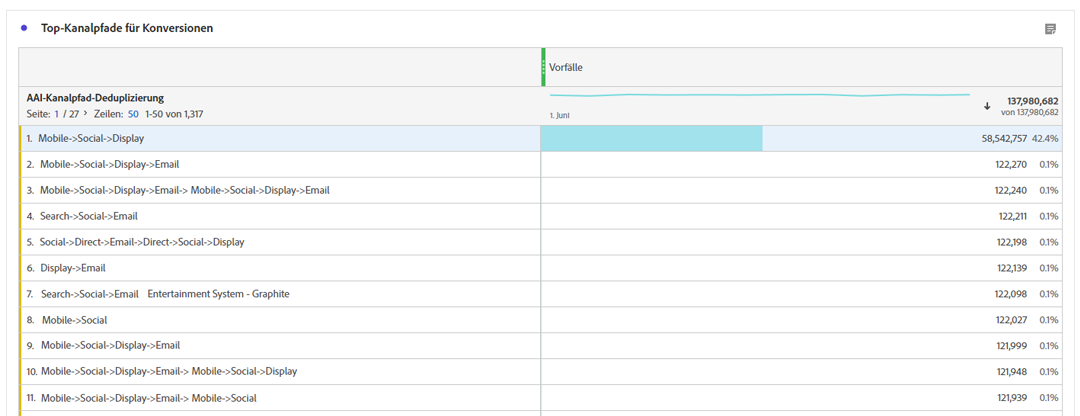 Top-Kanalpfade für Konversionen
Vorfälle
AAI-Kanalpfad-Deduplizierung
Seite: 1 / 27 > Zeilen: 50 1-50 von 1,317
1. Juni
137,980,682
von 137,980,682
1. Mobile->Social->Display 58,542,757 42.4%
2. Mobile->Social->Display->Email 122,270 0.1%
3. Mobile->Social->Display->Email-> Mobile->Social->Display->Email 122,240 0.1%
4. Search->Social->Email 122,211 0.1%
5. Social->Direct->Email->Direct->Social->Display 122,198 0.1%
6. Display->Email 122,139 0.1%
7. Search->Social->Email Entertainment System - Graphite 122,098 0.1%
8. Mobile->Social 122,027 0.1%
9. Mobile->Social->Display->Email 121,999 0.1%
10. Mobile->Social->Display->Email-> Mobile->Social->Display 121,948 0.1%
11. Mobile->Social->Display->Email-> Mobile->Social 121,939 0.1%